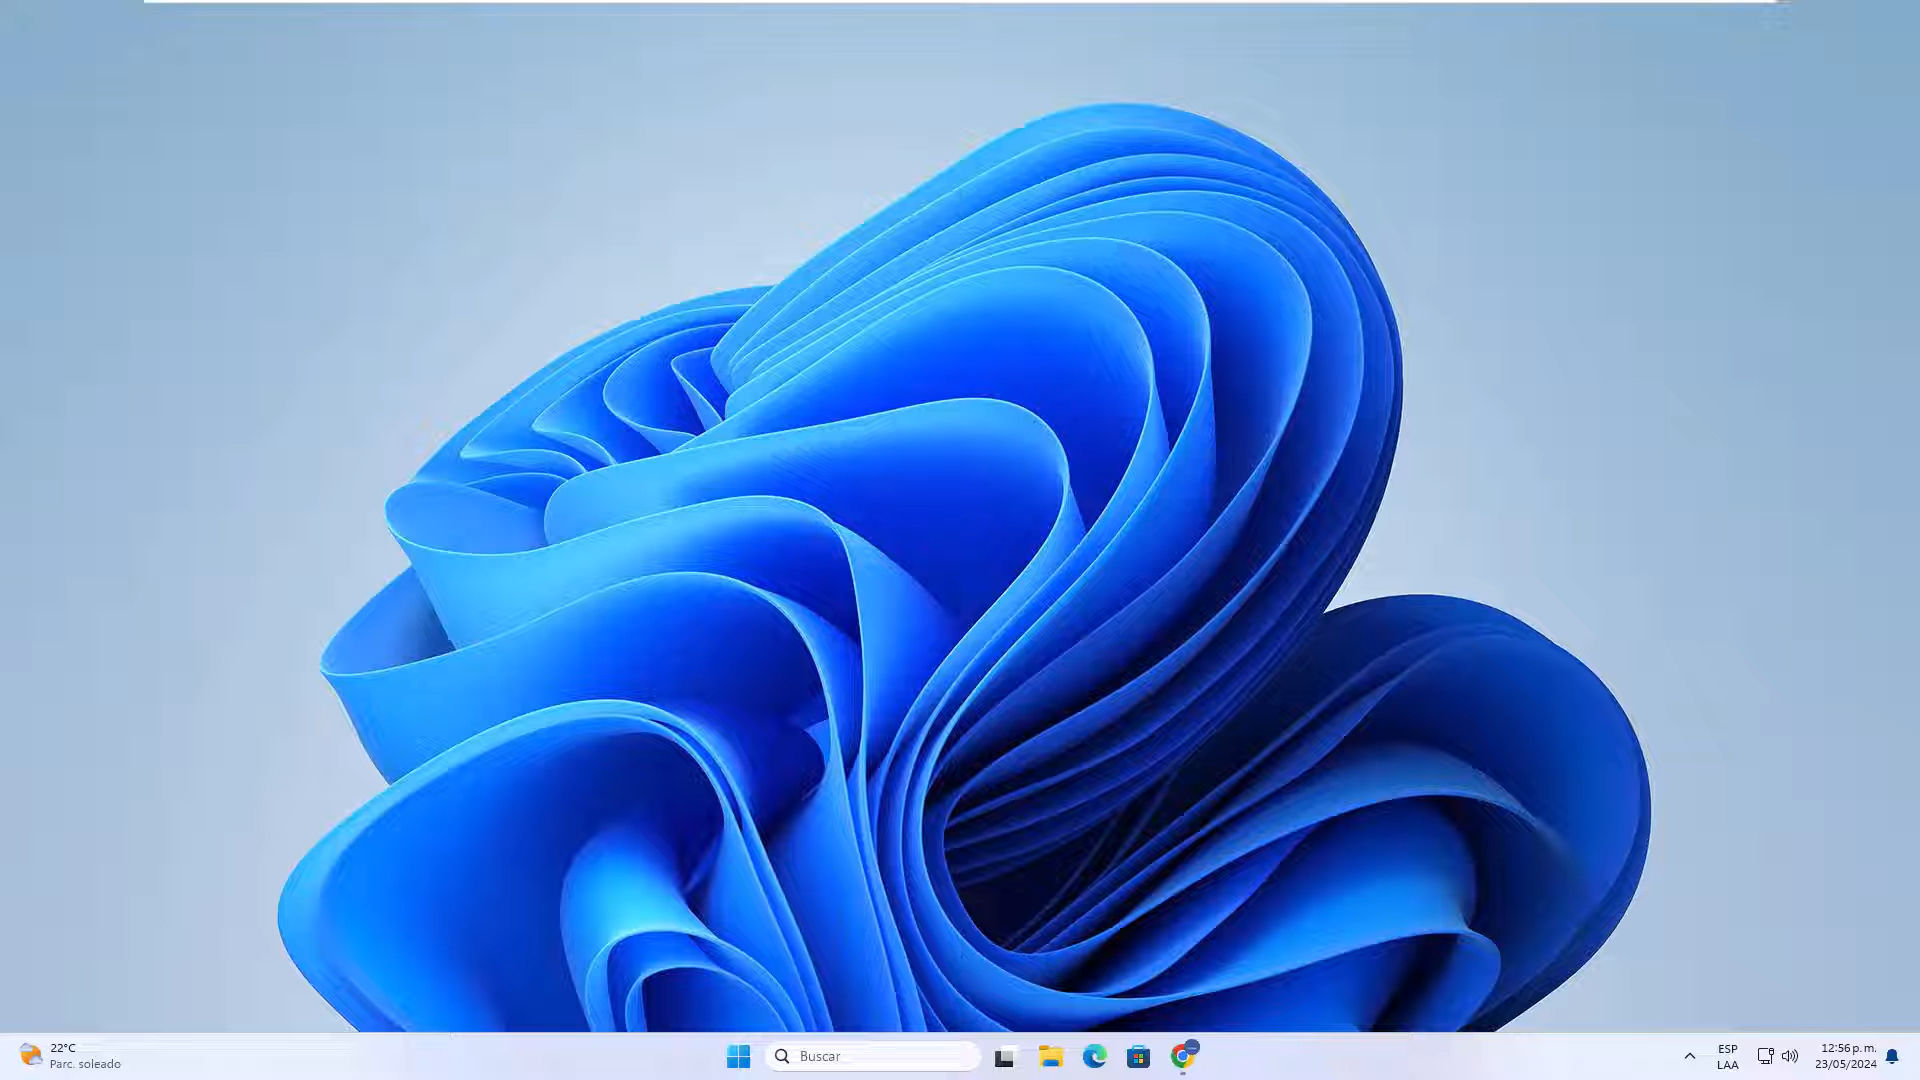 22°C
Parc. soleado
Buscar
ESP
LAA
12:56 p. m.
23/05/2024